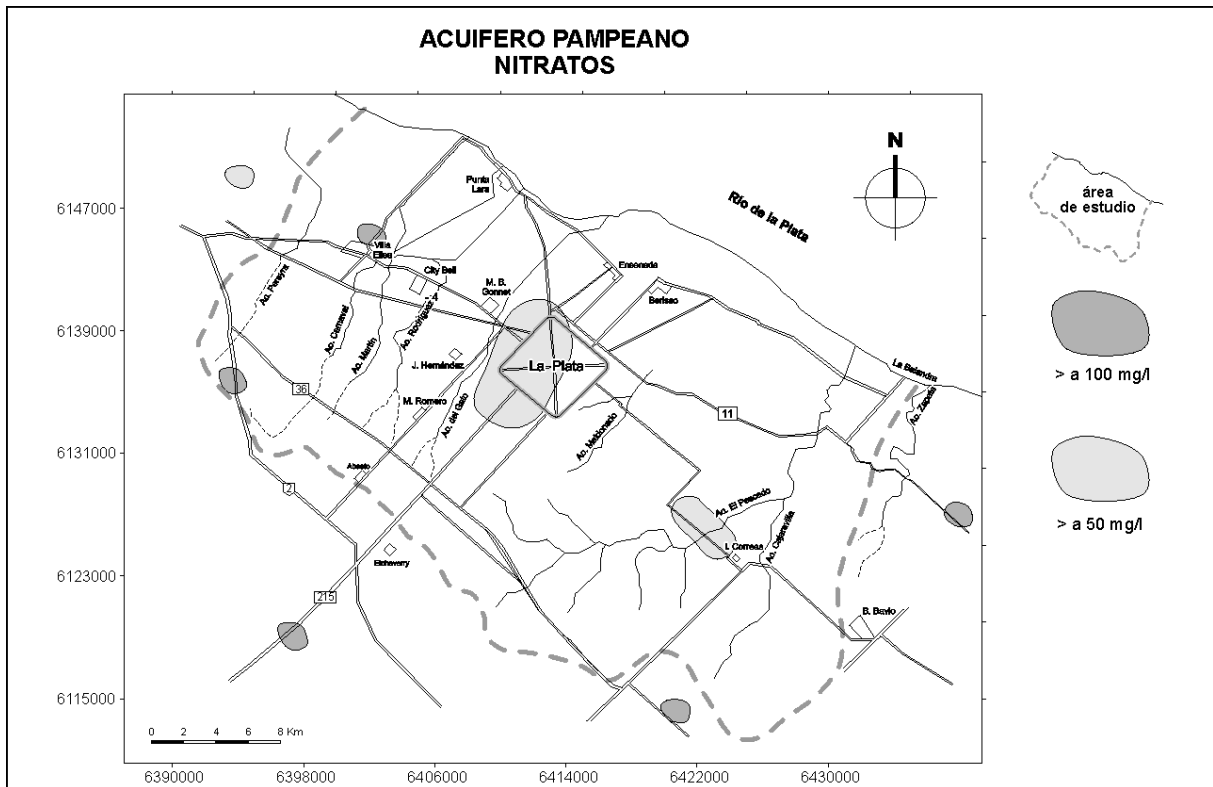 ACUIFERO PAMPEANO
NITRATOS
N
Río de la Plata
Punta
Lara
Villa
Elisa
City Bell
M. B.
Gonnet
Ensenada
Berisso
La Balandra
Ao. Zapata
Ao. Pereyra
Ao. Carnaval
Ao. Martín
Ao. Rodríguez
J. Hernández
La Plata
M. Romero
Ao. del Gato
Ao. Maldonado
36
11
Abasto
2
Ao. El Pescado
I. Correas
Ao. Cajaravilla
Etcheverry
215
B. Bavio
6147000
6139000
6131000
6123000
6115000
0 2 4 6 8 Km
6390000 6398000 6406000 6414000 6422000 6430000
área
de estudio
> a 100 mg/l
> a 50 mg/l